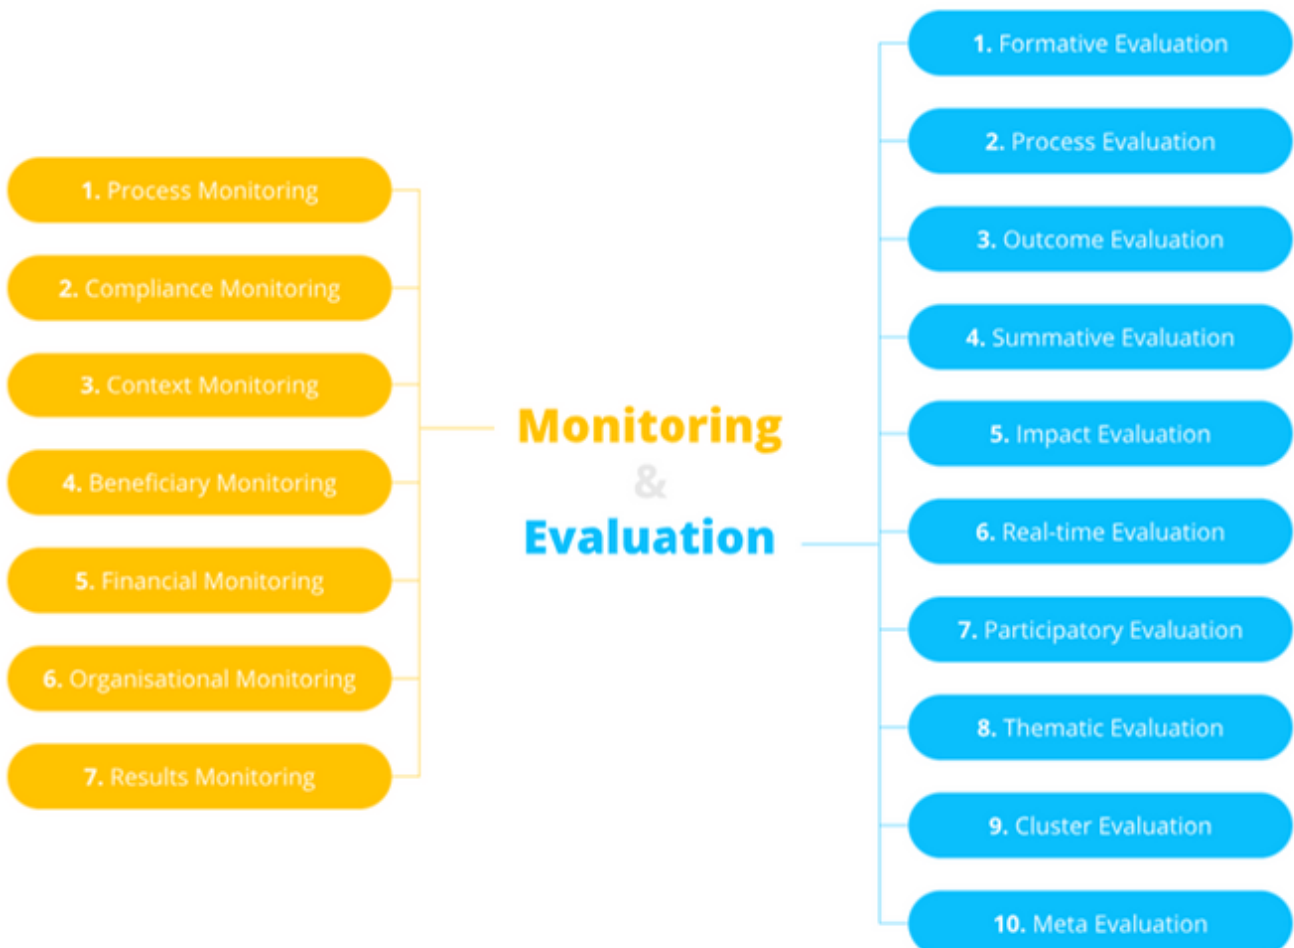 1. Process Monitoring
2. Compliance Monitoring
3. Context Monitoring
4. Beneficiary Monitoring
5. Financial Monitoring
6. Organisational Monitoring
7. Results Monitoring
Monitoring
&
Evaluation
1. Formative Evaluation
2. Process Evaluation
3. Outcome Evaluation
4. Summative Evaluation
5. Impact Evaluation
6. Real-time Evaluation
7. Participatory Evaluation
8. Thematic Evaluation
9. Cluster Evaluation
10. Meta Evaluation